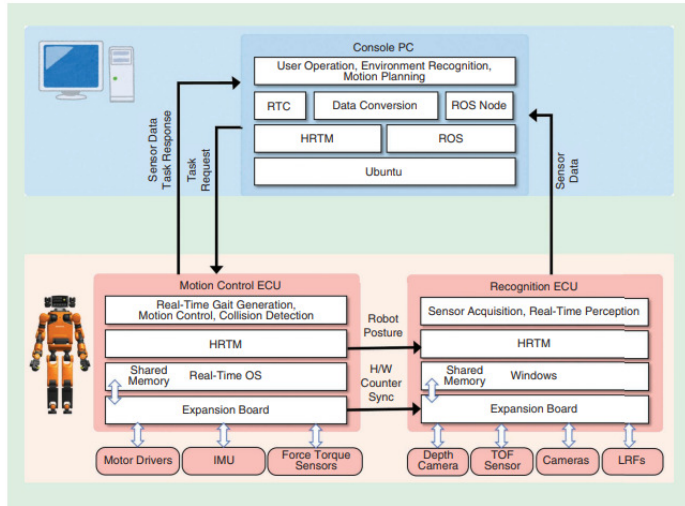 Console PC
User Operation, Environment Recognition,
Motion Planning
RTC
Data Conversion
ROS Node
HRTM
ROS
Ubuntu
Sensor Data
Task Response
Task
Request
Sensor
Data
Motion Control ECU
Real-Time Gait Generation,
Motion Control, Collision Detection
HRTM
Shared
Memory
Real-Time OS
Expansion Board
Motor Drivers
IMU
Force Torque
Sensors
Robot
Posture
H/W
Counter
Sync
Recognition ECU
Sensor Acquisition, Real-Time Perception
HRTM
Shared
Memory
Windows
Expansion Board
Depth
Camera
TOF
Sensor
Cameras
LRFs